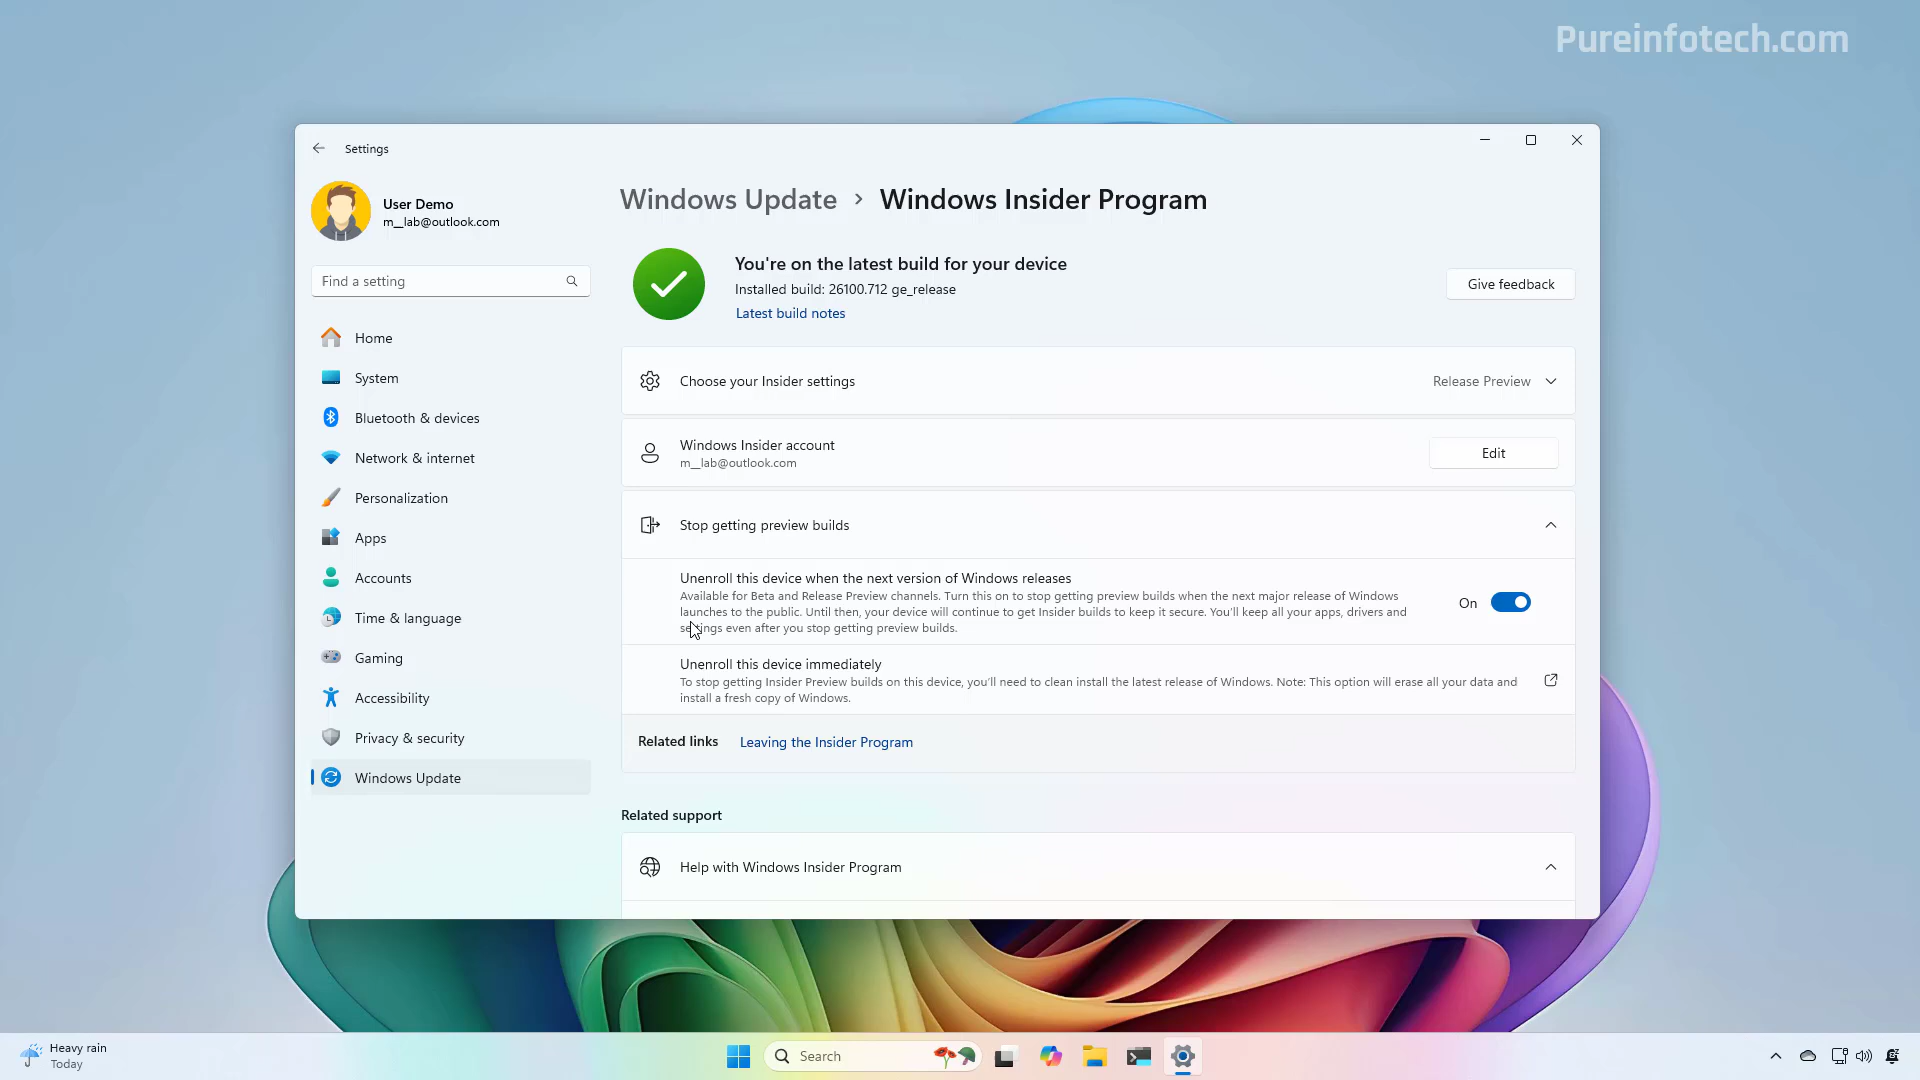 Pureinfotech.com
Settings
User Demo
m__lab@outlook.com
Find a setting
Home
System
Bluetooth & devices
Network & internet
Personalization
Apps
Accounts
Time & language
Gaming
Accessibility
Privacy & security
Windows Update
Windows Update > Windows Insider Program
You're on the latest build for your device
Installed build: 26100.712 ge_release
Latest build notes
Give feedback
Choose your Insider settings
Release Preview
Windows Insider account
m__lab@outlook.com
Edit
Stop getting preview builds
Unenroll this device when the next version of Windows releases
Available for Beta and Release Preview channels. Turn this on to stop getting preview builds when the next major release of Windows
launches to the public. Until then, your device will continue to get Insider builds to keep it secure. You'll keep all your apps, drivers and
settings even after you stop getting preview builds.
On
Unenroll this device immediately
To stop getting Insider Preview builds on this device, you'll need to clean install the latest release of Windows. Note: This option will erase all your data and
install a fresh copy of Windows.
Related links Leaving the Insider Program
Related support
Help with Windows Insider Program
Heavy rain
Today
Search